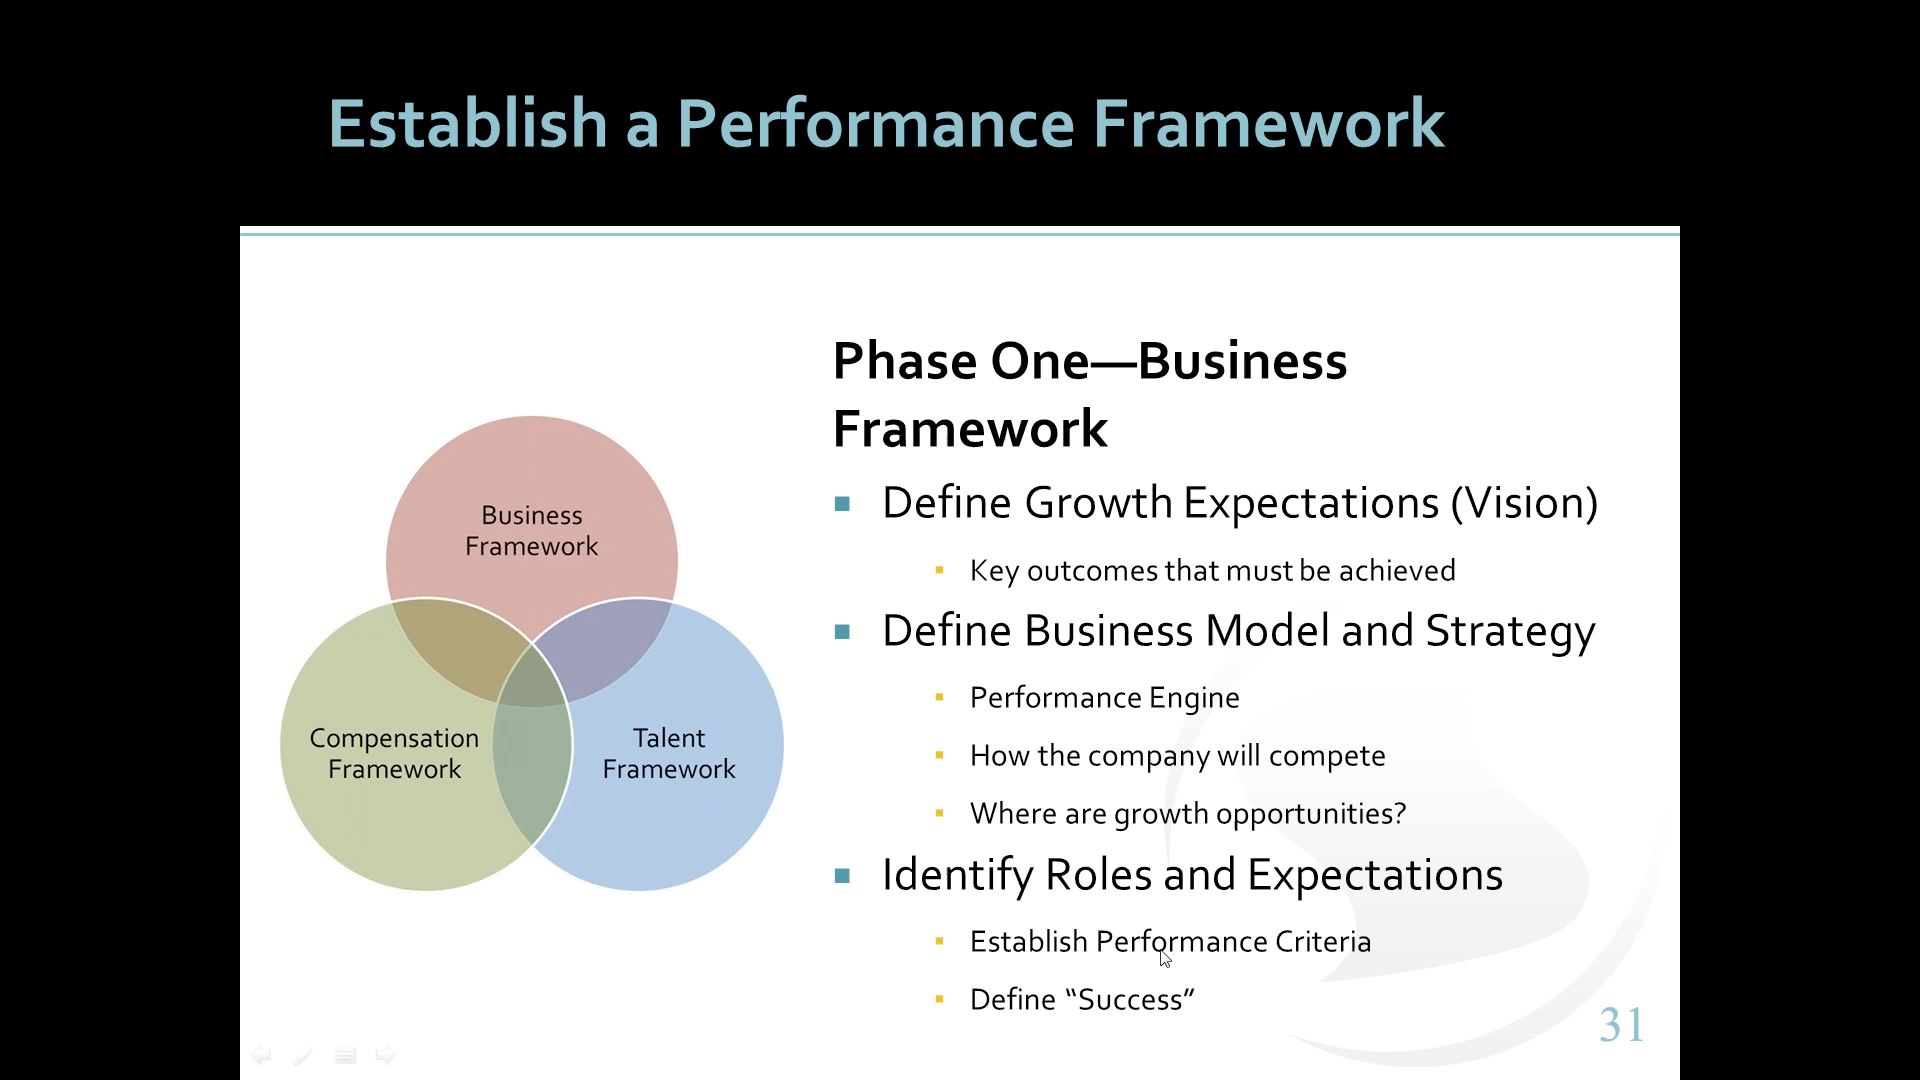 Establish a Performance Framework
Business
Framework
Compensation
Framework
Talent
Framework
Phase One—Business
Framework
Define Growth Expectations (Vision)
Key outcomes that must be achieved
Define Business Model and Strategy
Performance Engine
How the company will compete
Where are growth opportunities?
Identify Roles and Expectations
Establish Performance Criteria
Define “Success”
31